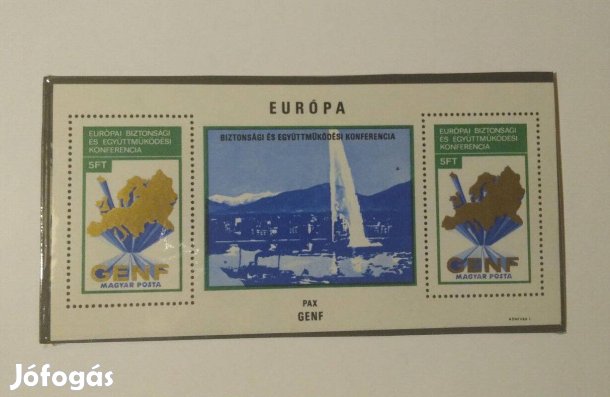 EURÓPA
EURÓPAI BIZTONSÁGI
ÉS EGYÜTTMŰKÖDÉSI
KONFERENCIA
5FT
GENF
MAGYAR POSTA
BIZTONSÁGI ÉS EGYÜTTMŰKÖDÉSI KONFERENCIA
PAX
GENF
EURÓPAI BIZTONSÁGI
ÉS EGYÜTTMŰKÖDÉSI
KONFERENCIA
5FT
GENF
MAGYAR POSTA
Jófogás